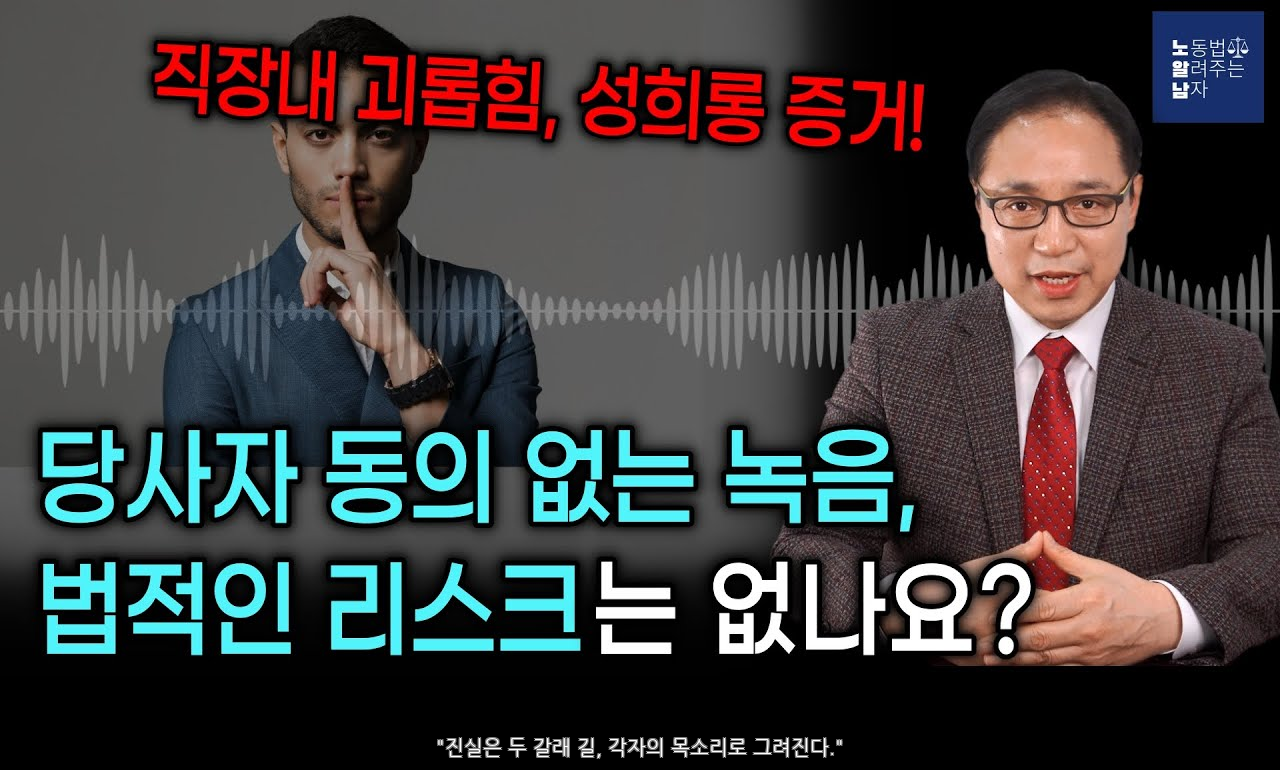 직장내 괴롭힘, 성희롱 증거!
노동법
알려주는
남자
당사자 동의 없는 녹음,
법적인 리스크는 없나요?
"진실은 두 갈래 길, 각자의 목소리로 그려진다."